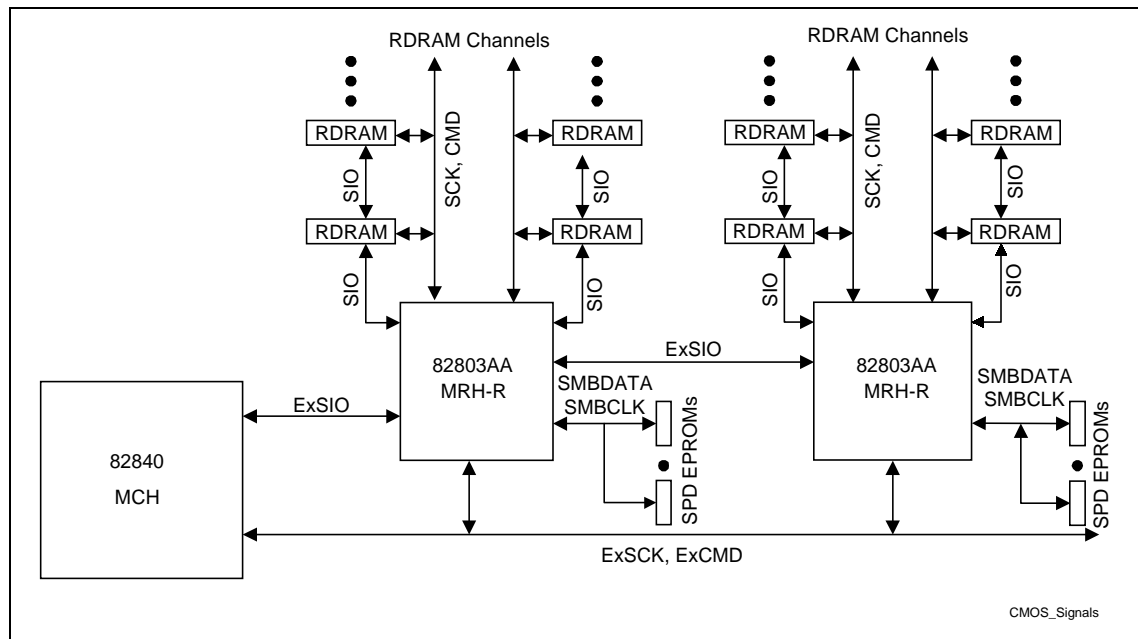 RDRAM Channels
RDRAM Channels
RDRAM
RDRAM
RDRAM
RDRAM
SIO
SCK, CMD
SIO
SIO
SCK, CMD
SIO
RDRAM
RDRAM
RDRAM
RDRAM
SIO
SIO
SIO
SIO
82803AA
MRH-R
ExSIO
82803AA
MRH-R
SMBDATA
SMBCLK
SPD EPROMs
SMBDATA
SMBCLK
SPD EPROMs
ExSIO
82840
MCH
ExSCK, ExCMD
CMOS_Signals